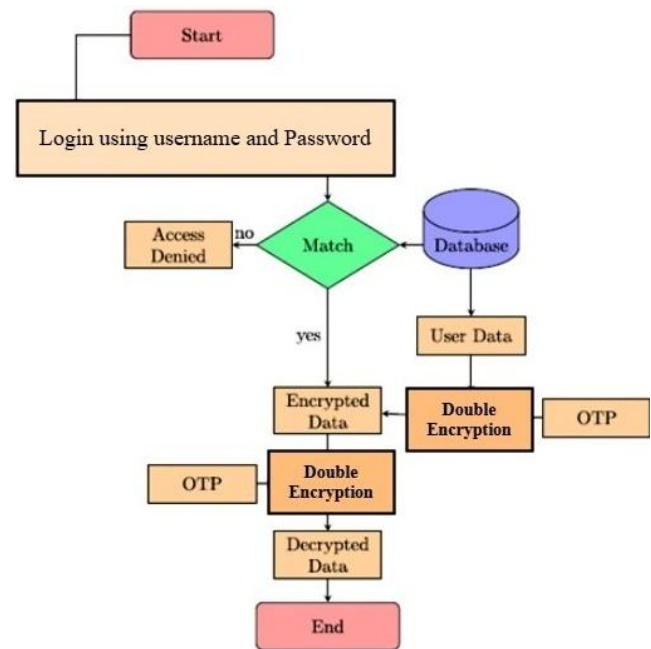 Start
Login using username and Password
no
Access
Denied
Match
Database
yes
User Data
Encrypted
Data
Double
Encryption
OTP
OTP
Double
Encryption
Decrypted
Data
End